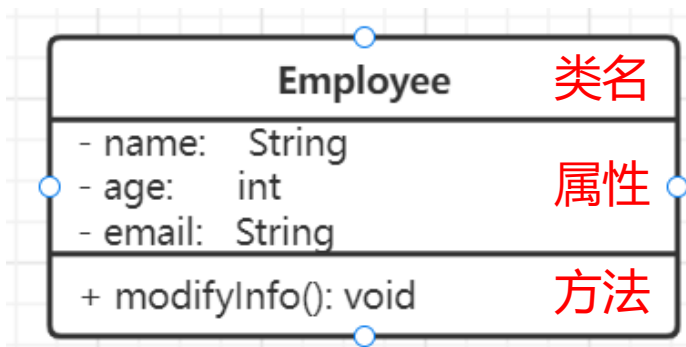 Employee 类名
- name: String
- age: int 属性
- email: String
+ modifyInfo(): void 方法